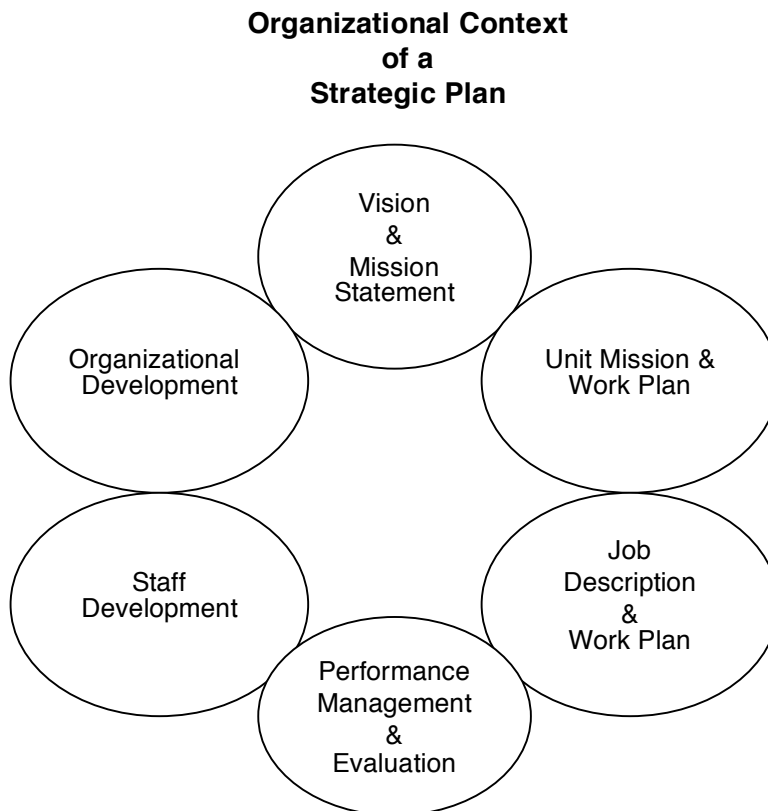 Organizational Context
of a
Strategic Plan
Vision
&
Mission
Statement
Organizational
Development
Unit Mission &
Work Plan
Staff
Development
Job
Description
&
Work Plan
Performance
Management
&
Evaluation